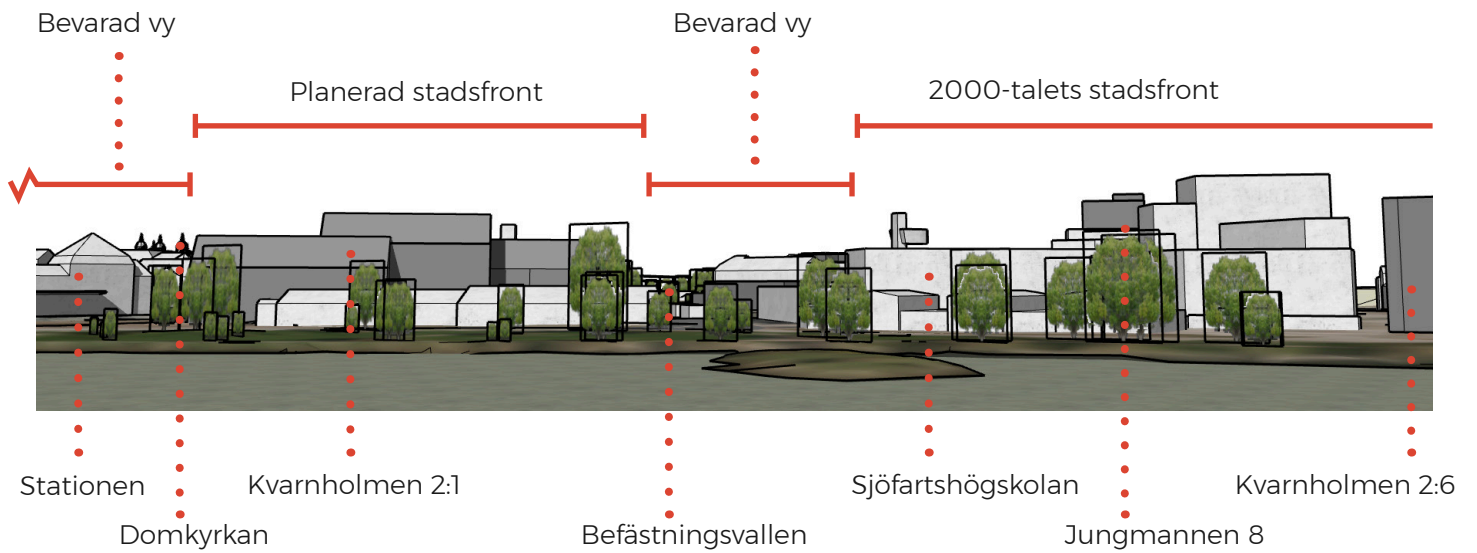 Bevarad vy
Bevarad vy
Planerad stadsfront
2000-talets stadsfront
Stationen
Kvarnholmen 2:1
Sjöfartshögskolan
Kvarnholmen 2:6
Domkyrkan
Befästningsvallen
Jungmannen 8